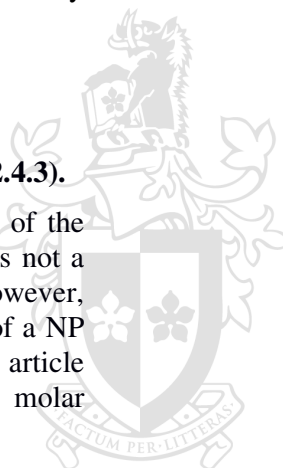 2.4.3).
of the
s not a
owever,
of a NP
article
molar
FACTUM PER·LITTERAS·